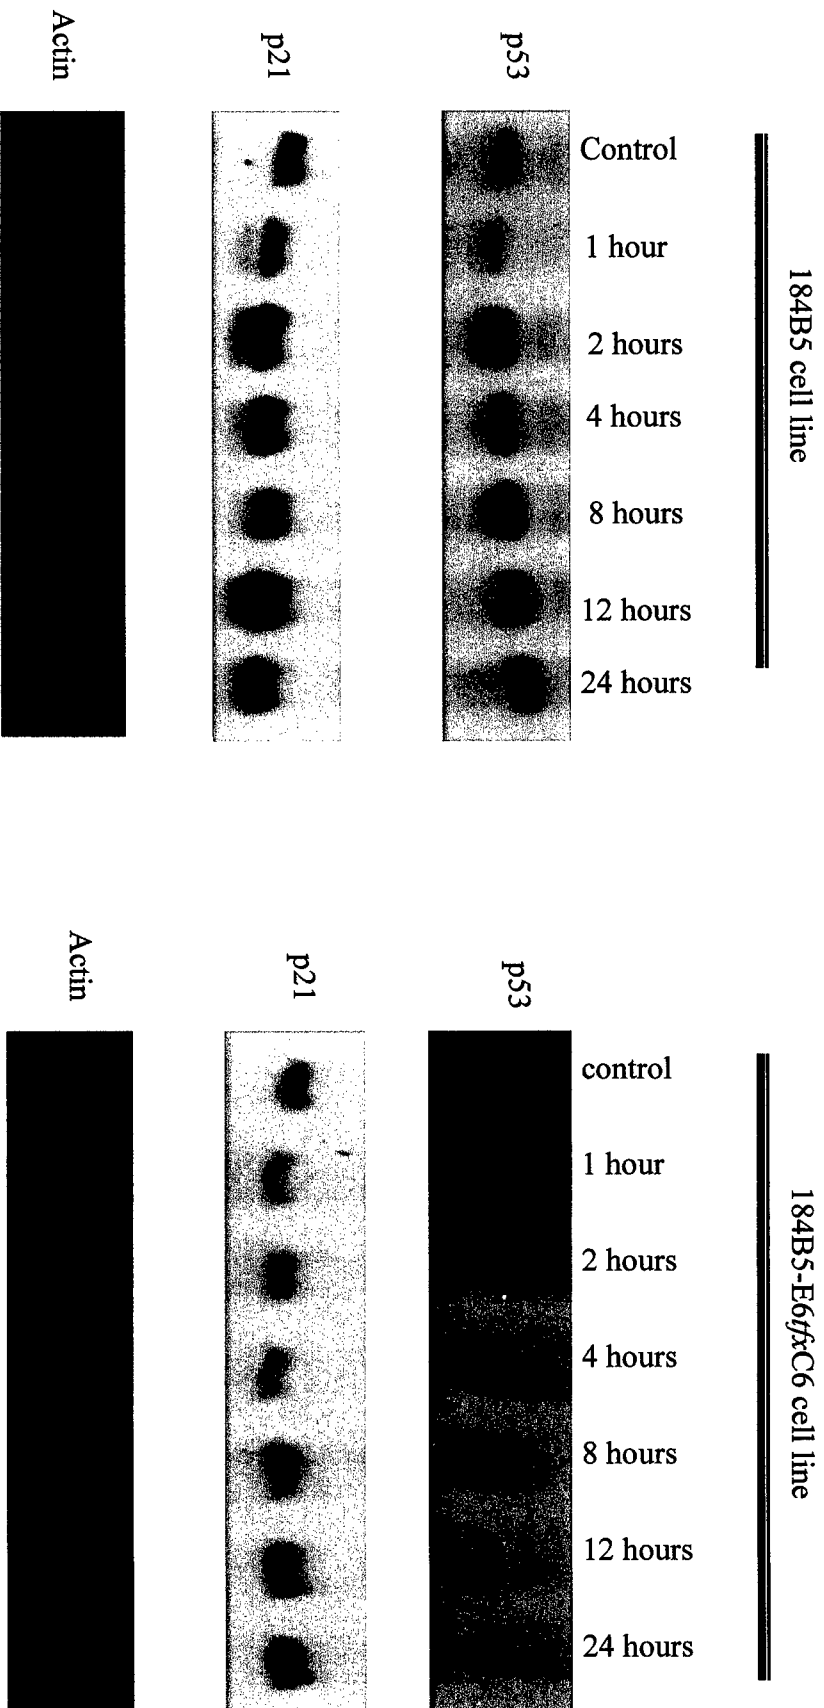 184B5 cell line
Control
1 hour
2 hours
4 hours
8 hours
12 hours
24 hours
p53
p21
Actin
184B5-E6tfxC6 cell line
control
1 hour
2 hours
4 hours
8 hours
12 hours
24 hours
p53
p21
Actin